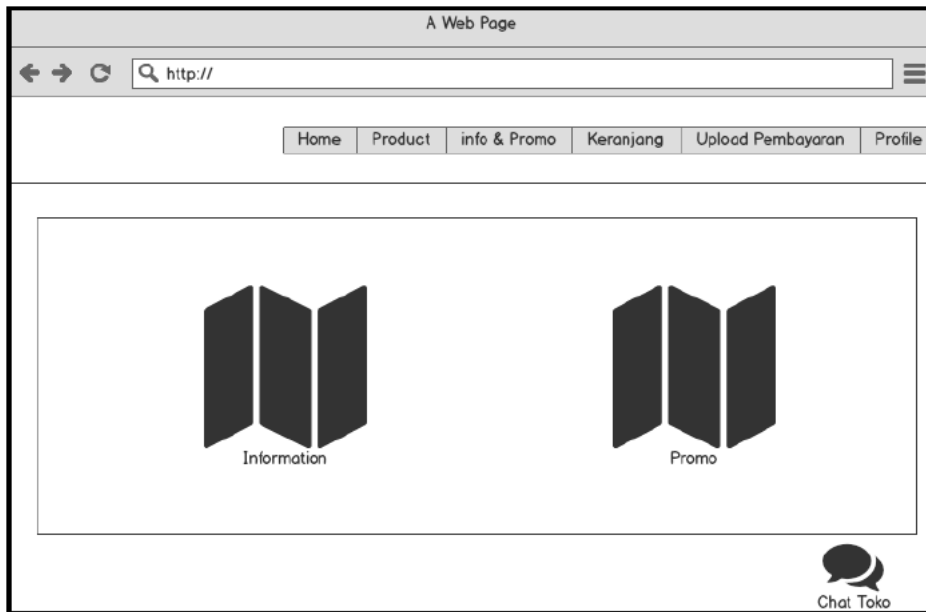 A Web Page
http://
Home Product info & Promo Keranjang Upload Pembayaran Profile
Information Promo
Chat Toko